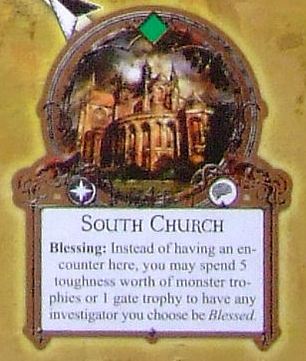 SOUTH CHURCH
Blessing: Instead of having an en-
counter here, you may spend 5
toughness worth of monster tro-
phies or 1 gate trophy to have any
investigator you choose be Blessed.